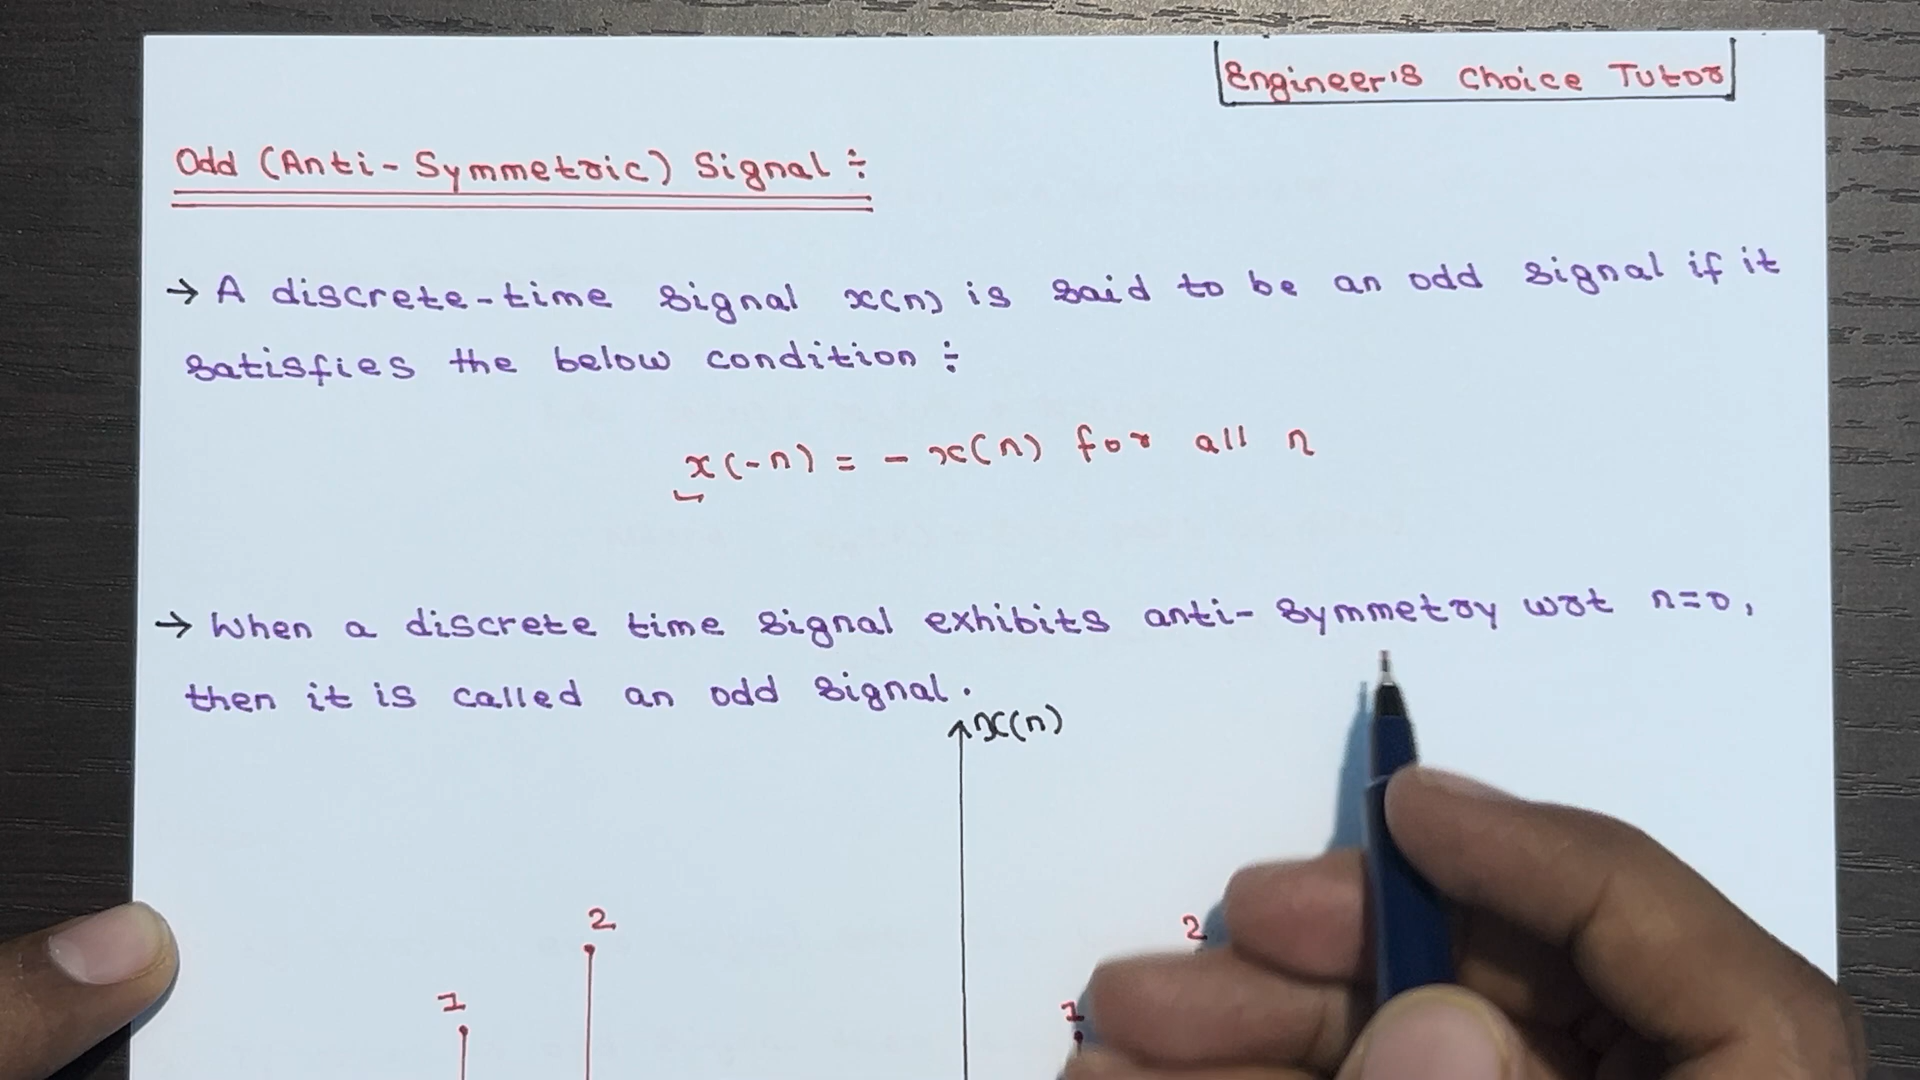 Engineer's Choice Tutor
Odd (Anti-Symmetric) Signal ÷
→ A discrete-time signal x(n) is said to be an odd signal if it
satisfies the below condition ÷
x(-n) = - x(n) for all n
→ When a discrete time signal exhibits anti-symmetry wrt n=0,
then it is called an odd signal.
x(n)
2
2
1
1